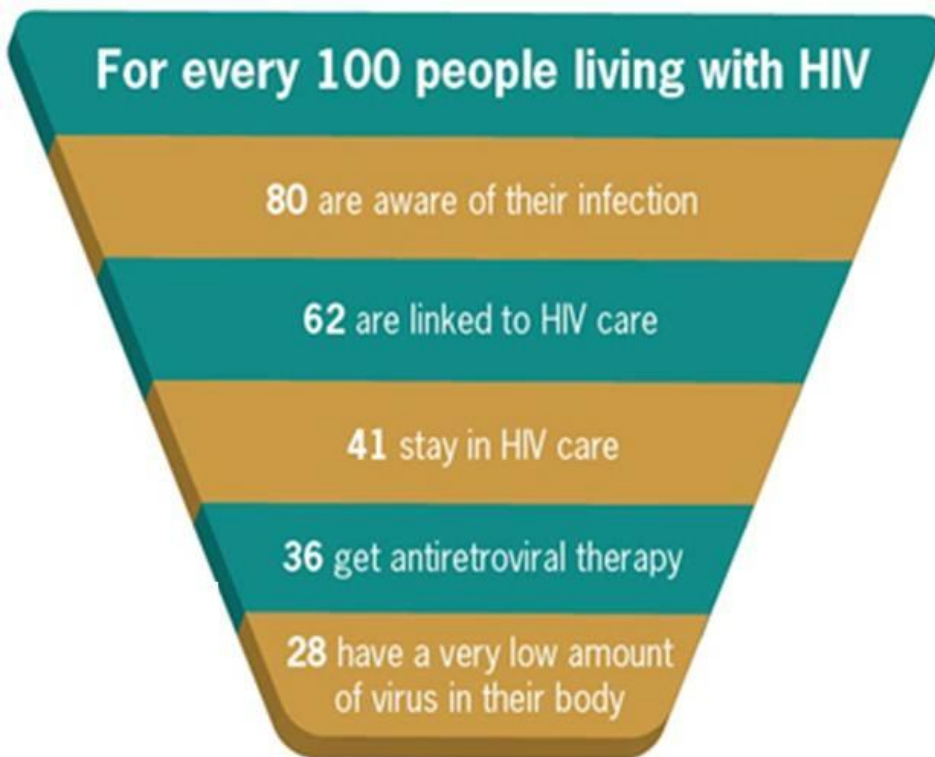 For every 100 people living with HIV
80 are aware of their infection
62 are linked to HIV care
41 stay in HIV care
36 get antiretroviral therapy
28 have a very low amount
of virus in their body